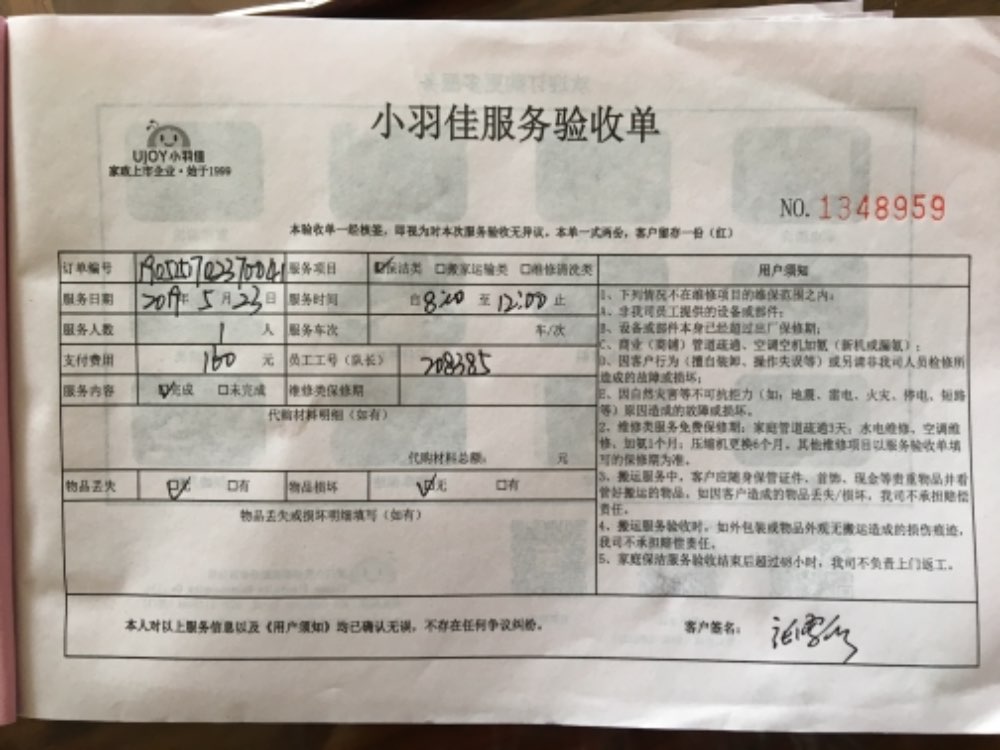 小羽佳服务验收单
UJOY小羽佳
家政上市企业·始于1999
NO. 1348959
本验收单一经核签，即视为对本次服务验收无异议。本单一式两份，客户留存一份（红）
订单编号 服务项目 保洁类 搬家运输类 维修清洗类
服务日期 2019年 5月 23日 服务时间 自 8:00 至 12:00 止
服务人数 1 人 服务车次 车/次
支付费用 160 元 员工工号（队长） 208385
服务内容 完成 未完成 维修类保修期
代购材料明细（如有）
代购材料总额： 元
物品丢失 无 有 物品损坏 无 有
物品丢失或损坏明细填写（如有）
用户须知
1、下列情况不在维修项目的维保范围之内：
A、非我司员工提供的设备或部件；
B、设备或部件本身已经超过出厂保修期；
C、商业（商铺）管道疏通、空调空机加氨（新机或漏氨）；
D、因客户行为（擅自装卸、操作失误等）或另请非我司人员检修所
造成的故障或损坏；
E、因自然灾害等不可抗拒力（如：地震、雷电、火灾、停电、短路
等）原因造成的故障或损坏。
2、维修类服务免费保修期：家庭管道疏通3天；水电维修、空调维
修、加氨1个月；压缩机更换6个月。其他维修项目以服务验收单填
写的保修期为准。
3、搬运服务中，客户应随身保管证件、首饰、现金等贵重物品并看
管好搬运的物品。如因客户造成的物品丢失/损坏，我司不承担赔偿
责任。
4、搬运服务验收时，如外包装或物品外观无搬运造成的损伤痕迹，
我司不承担赔偿责任。
5、家庭保洁服务验收结束后超过48小时，我司不负责上门返工。
本人对以上服务信息以及《用户须知》均已确认无误，不存在任何争议纠纷。 客户签名：